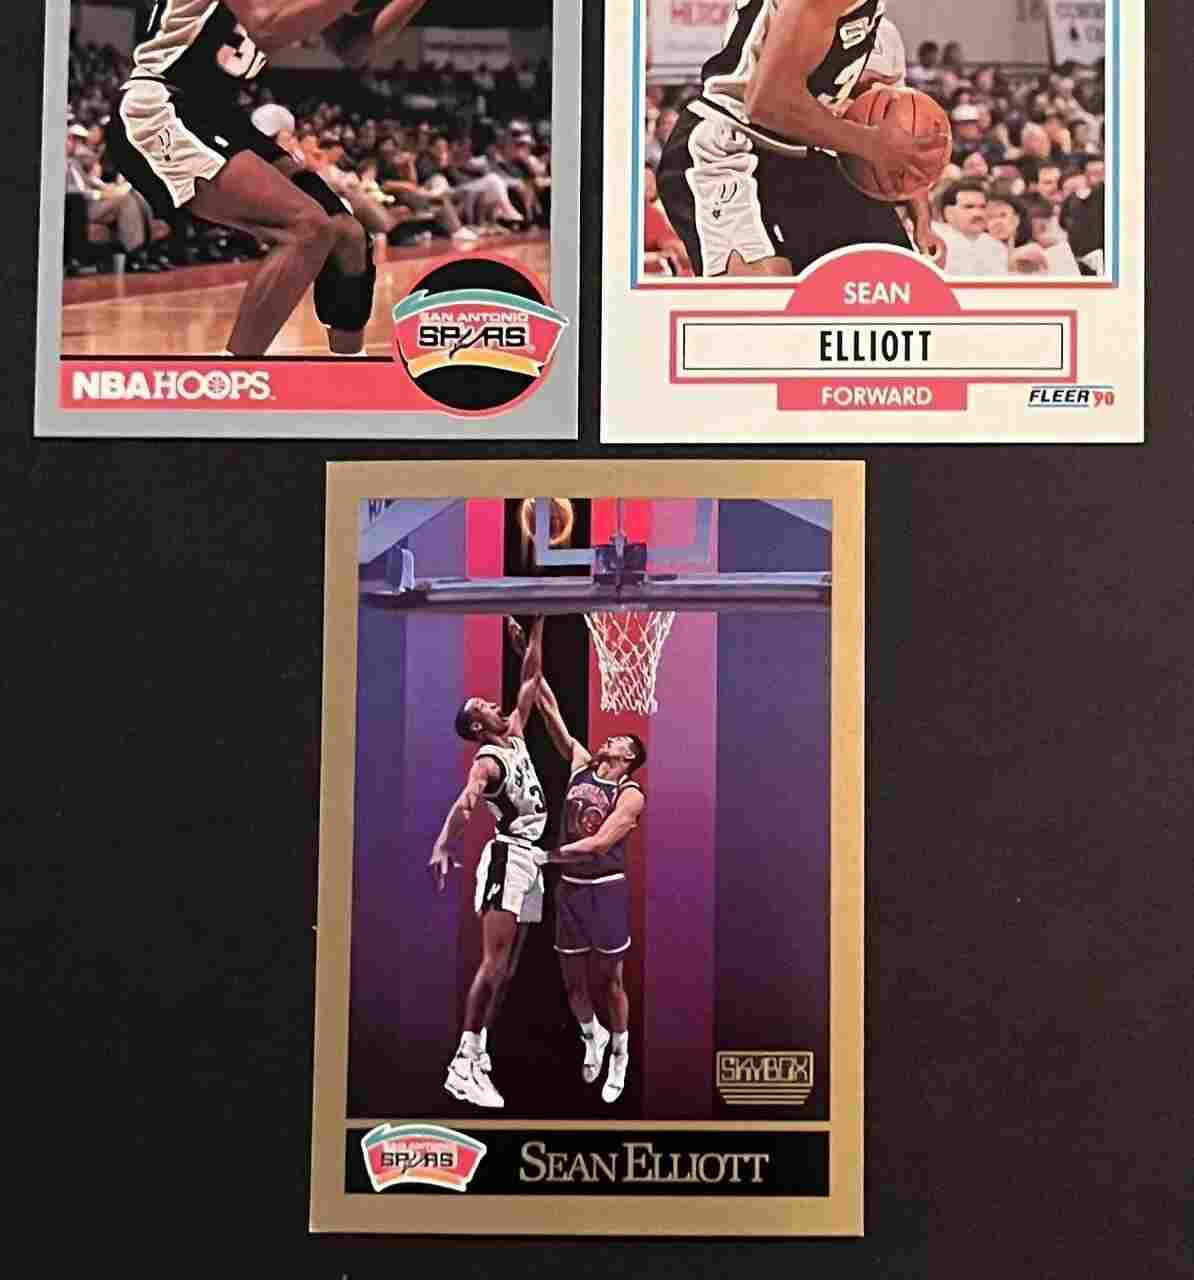 SAN ANTONIO
SPURS
NBA HOOPS
SEAN
ELLIOTT
FORWARD
FLEER '90
SKYBOX
SAN ANTONIO
SPURS
SEAN ELLIOTT